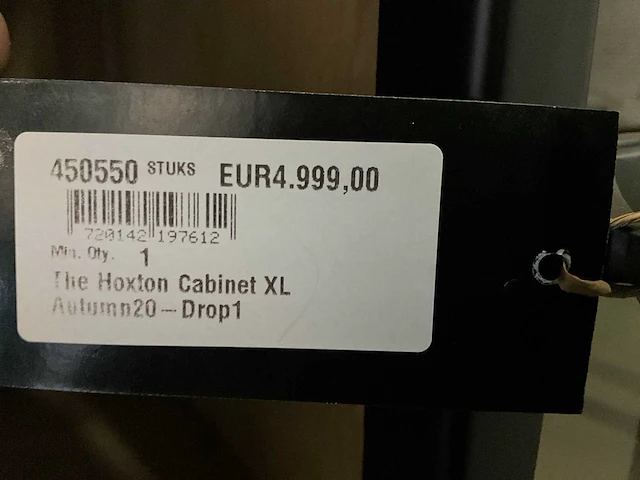 450550 STUKS EUR4.999,00
720142 197612
Min. Qty. 1
The Hoxton Cabinet XL
Autumn20-Drop1